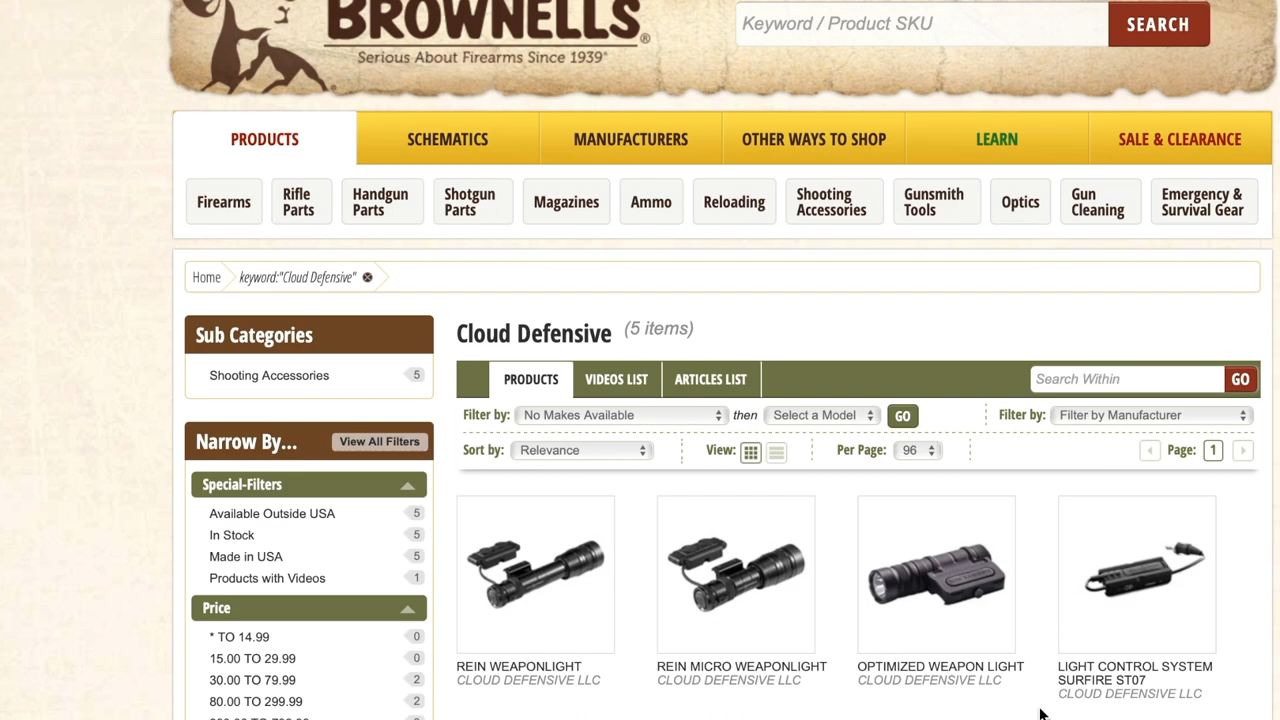 BROWNELLS®
Serious About Firearms Since 1939®
Keyword / Product SKU
SEARCH
PRODUCTS
SCHEMATICS
MANUFACTURERS
OTHER WAYS TO SHOP
LEARN
SALE & CLEARANCE
Firearms
Rifle
Parts
Handgun
Parts
Shotgun
Parts
Magazines
Ammo
Reloading
Shooting
Accessories
Gunsmith
Tools
Optics
Gun
Cleaning
Emergency &
Survival Gear
Home
keyword:"Cloud Defensive"
Sub Categories
Shooting Accessories 5
Narrow By...
View All Filters
Special-Filters
Available Outside USA 5
In Stock 5
Made in USA 5
Products with Videos 1
Price
* TO 14.99 0
15.00 TO 29.99 0
30.00 TO 79.99 2
80.00 TO 299.99 2
Cloud Defensive (5 items)
PRODUCTS
VIDEOS LIST
ARTICLES LIST
Search Within
GO
Filter by: No Makes Available then Select a Model GO
Filter by: Filter by Manufacturer
Sort by: Relevance
View:
Per Page: 96
Page: 1
REIN WEAPONLIGHT
CLOUD DEFENSIVE LLC
REIN MICRO WEAPONLIGHT
CLOUD DEFENSIVE LLC
OPTIMIZED WEAPON LIGHT
CLOUD DEFENSIVE LLC
LIGHT CONTROL SYSTEM
SURFIRE ST07
CLOUD DEFENSIVE LLC